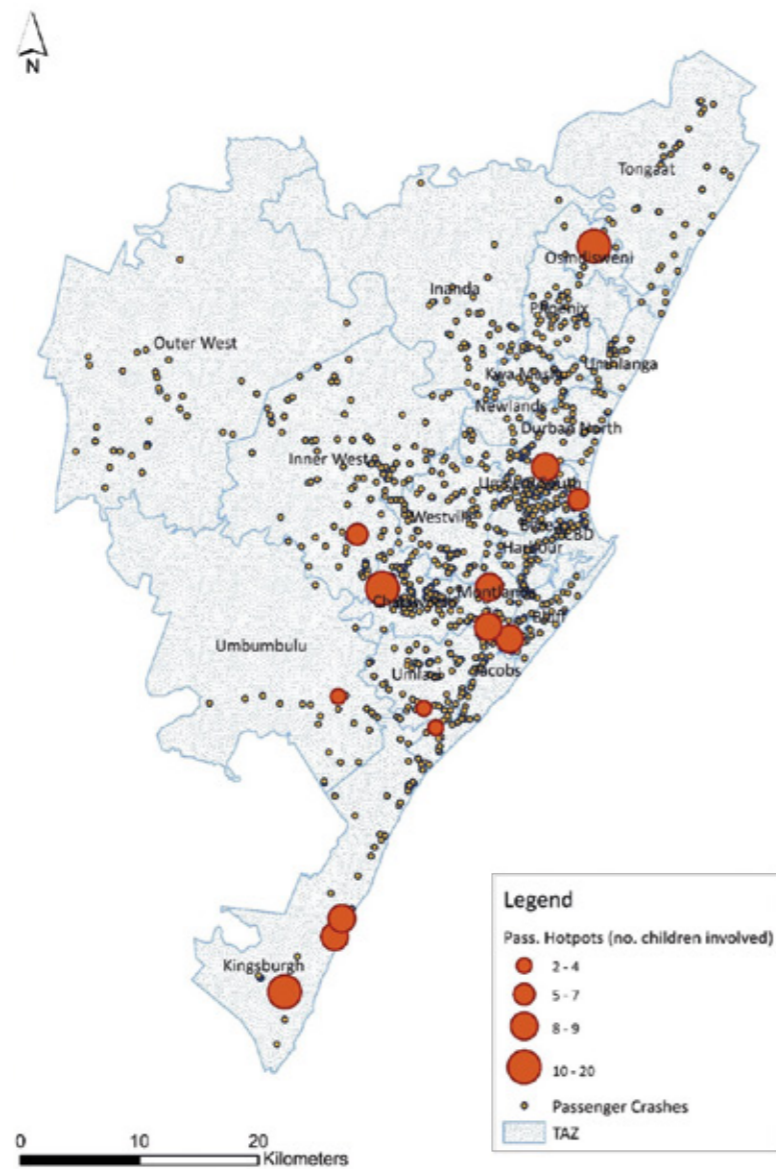 N
Tongaat
Osindisweni
Inanda
Phoenix
Outer West
Umhlanga
Kwa Mashu
Newlands
Durban North
Inner West
Westville
CBD
Harbour
Montlands
Umbumbulu
Umlazi
Jacobs
Kingsburgh
Legend
Pass. Hotpots (no. children involved)
2 - 4
5 - 7
8 - 9
10 - 20
Passenger Crashes
TAZ
0 10 20
Kilometers